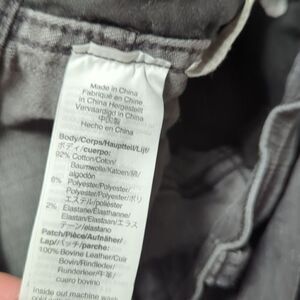 Made in China
Fabriqué en Chine
in China Hergestellt
Vervaardigd in China
中国製
Hecho en China
Body/Corps/Hauptteil/Lijf/
ボディ/cuerpo:
92% Cotton/Coton/
Baumwolle/Katoen/綿/
algodón
6% Polyester/Polyester/
Polyester/Polyester/ポリ
エステル/poliéster
2% Elastane/Élasthanne/
Elastan/Elastaan/エラス
テーン/elastano
Patch/Pièce/Aufnäher/
Lap/パッチ/parche:
100% Bovine Leather/Cuir
Bovin/Rindleder/
Runderleer/牛革/
cuero bovino
Inside out machine wash